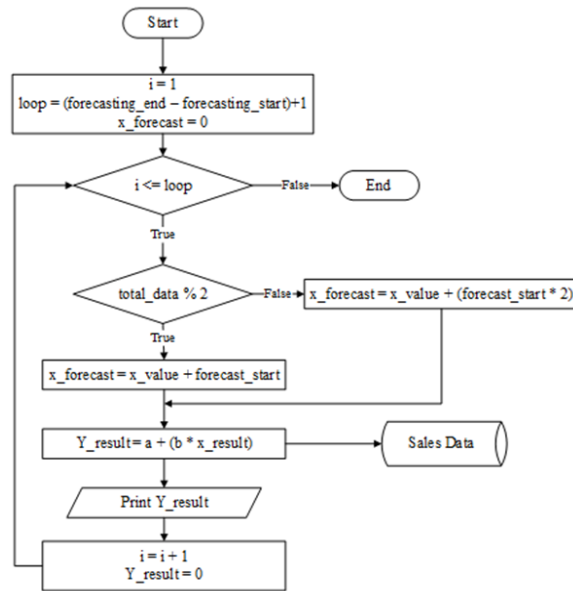 Start
i = 1
loop = (forecasting_end – forecasting_start)+1
x_forecast = 0
i <= loop
False
End
True
total_data % 2
False
x_forecast = x_value + (forecast_start * 2)
True
x_forecast = x_value + forecast_start
Y_result = a + (b * x_result)
Sales Data
Print Y_result
i = i + 1
Y_result = 0